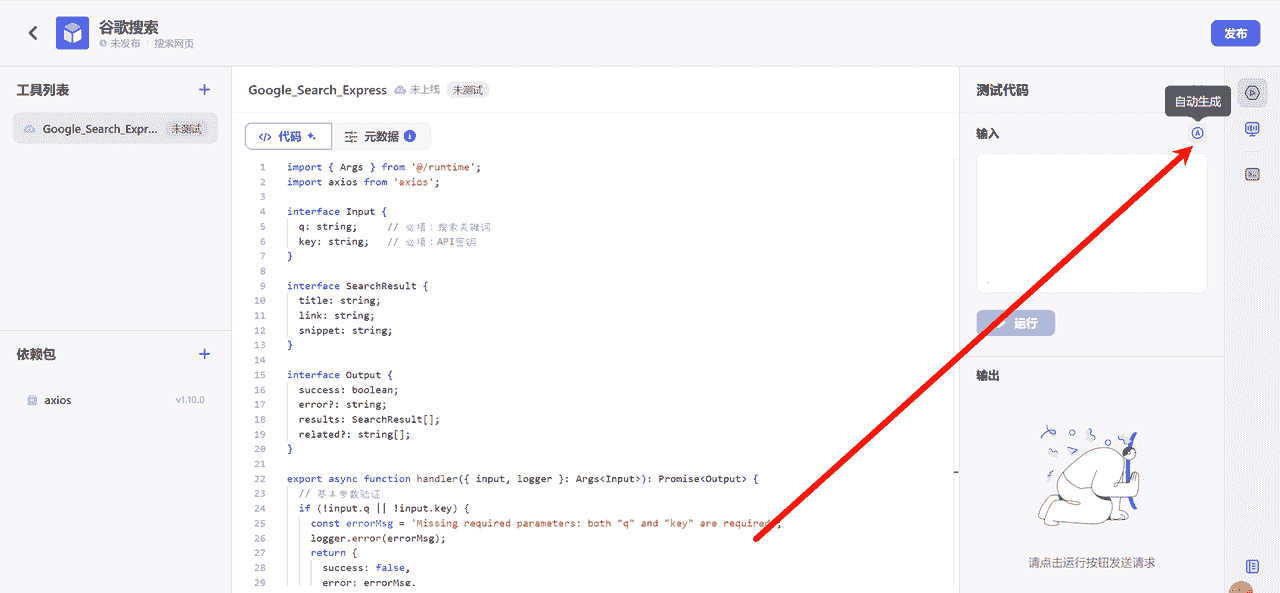 谷歌搜索
未发布 搜索网页
发布
工具列表
Google_Search_Expr... 未测试
依赖包
axios v1.10.0
Google_Search_Express 未上线 未测试
代码 元数据
1 import { Args } from '@/runtime';
2 import axios from 'axios';
3
4 interface Input {
5 q: string; // 必填：搜索关键词
6 key: string; // 必填：API密钥
7 }
8
9 interface SearchResult {
10 title: string;
11 link: string;
12 snippet: string;
13 }
14
15 interface Output {
16 success: boolean;
17 error?: string;
18 results: SearchResult[];
19 related?: string[];
20 }
21
22 export async function handler({ input, logger }: Args<Input>): Promise<Output> {
23 // 基本参数验证
24 if (!input.q || !input.key) {
25 const errorMsg = 'Missing required parameters: both "q" and "key" are required';
26 logger.error(errorMsg);
27 return {
28 success: false,
29 error: errorMsg,
测试代码
自动生成
输入
A
运行
输出
请点击运行按钮发送请求